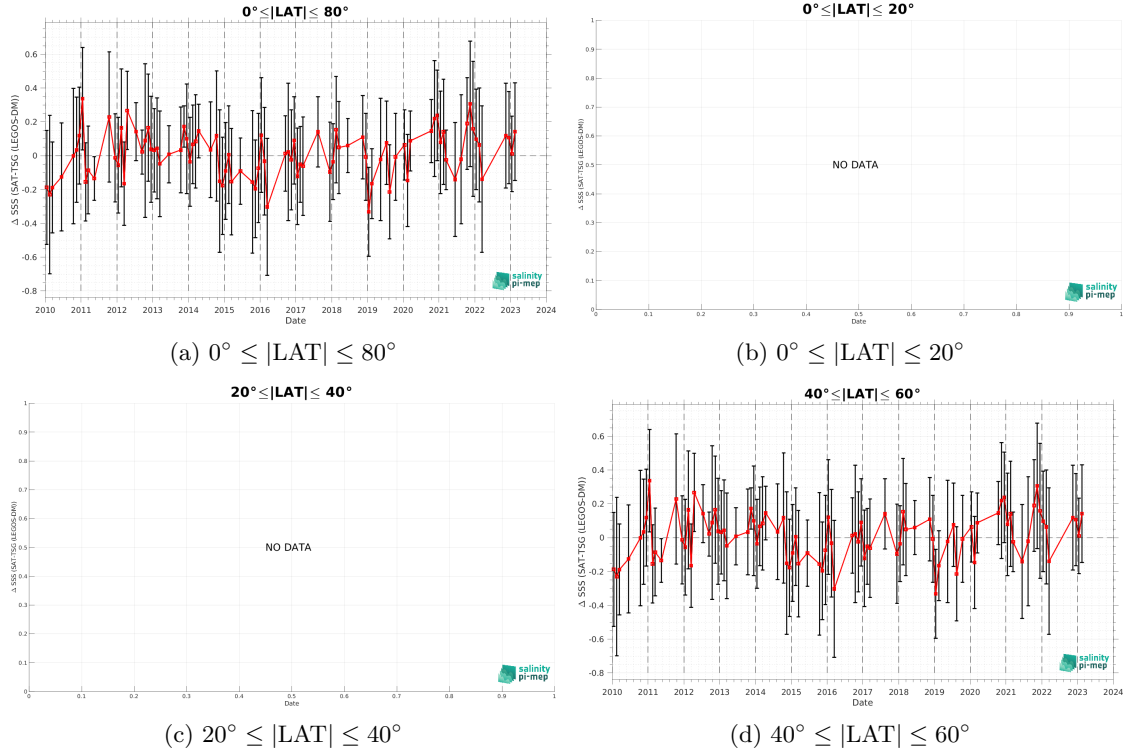 0°≤|LAT|≤ 80°
Δ SSS (SAT-TSG (LEGOS-DM))
0.6
0.4
0.2
0
-0.2
-0.4
-0.6
-0.8
2010 2011 2012 2013 2014 2015 2016 2017 2018 2019 2020 2021 2022 2023 2024
Date
salinity
pi-mep
(a) 0° ≤ |LAT| ≤ 80°
0°≤|LAT|≤ 20°
Δ SSS (SAT-TSG (LEGOS-DM))
1
0.9
0.8
0.7
0.6
0.5
0.4
0.3
0.2
0.1
0
NO DATA
0 0.1 0.2 0.3 0.4 0.5 0.6 0.7 0.8 0.9 1
Date
salinity
pi-mep
(b) 0° ≤ |LAT| ≤ 20°
20°≤|LAT|≤ 40°
Δ SSS (SAT-TSG (LEGOS-DM))
1
0.9
0.8
0.7
0.6
0.5
0.4
0.3
0.2
0.1
0
NO DATA
0 0.1 0.2 0.3 0.4 0.5 0.6 0.7 0.8 0.9 1
Date
salinity
pi-mep
(c) 20° ≤ |LAT| ≤ 40°
40°≤|LAT|≤ 60°
Δ SSS (SAT-TSG (LEGOS-DM))
0.6
0.4
0.2
0
-0.2
-0.4
-0.6
-0.8
2010 2011 2012 2013 2014 2015 2016 2017 2018 2019 2020 2021 2022 2023 2024
Date
salinity
pi-mep
(d) 40° ≤ |LAT| ≤ 60°